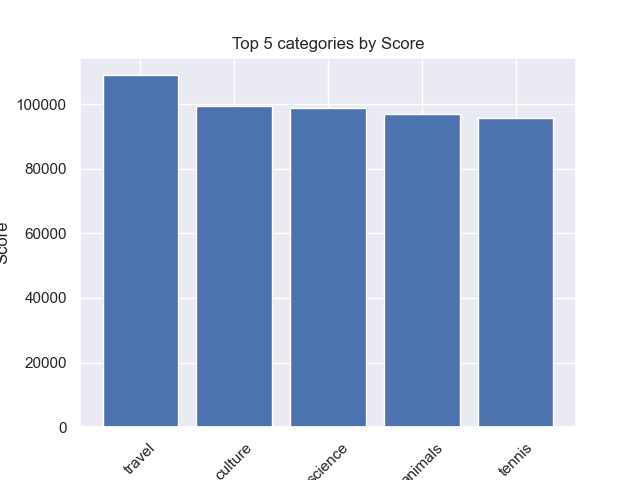 Top 5 categories by Score
Score
100000
80000
60000
40000
20000
0
travel
culture
science
animals
tennis